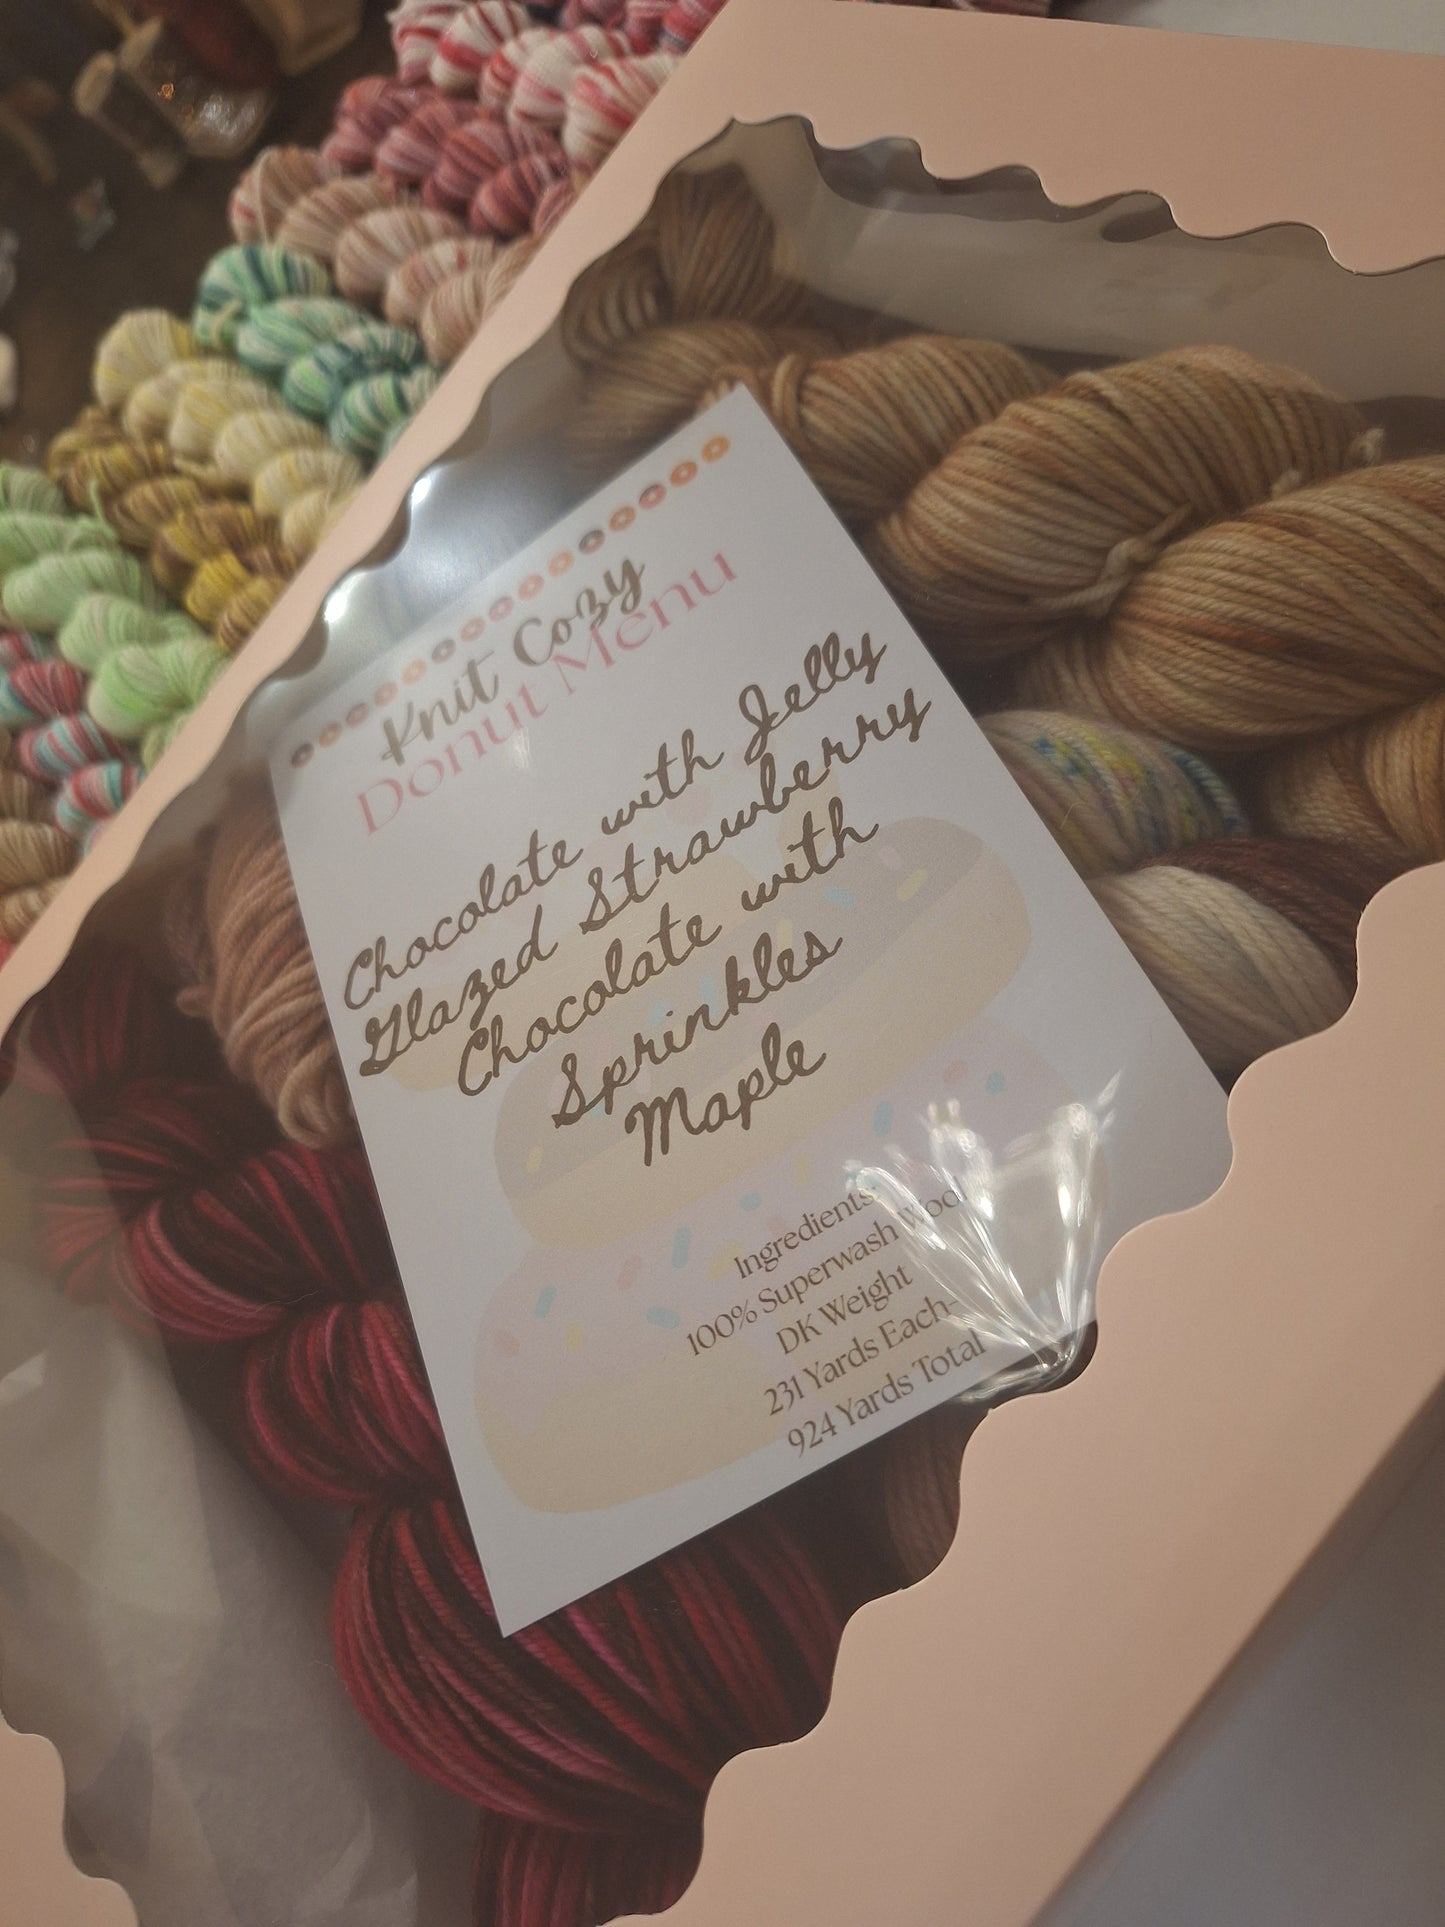 Knit Cozy
Donut Menu
Chocolate with Jelly
Glazed Strawberry
Chocolate with
Sprinkles
Maple
Ingredients:
100% Superwash Wool
DK Weight
231 Yards Each-
924 Yards Total